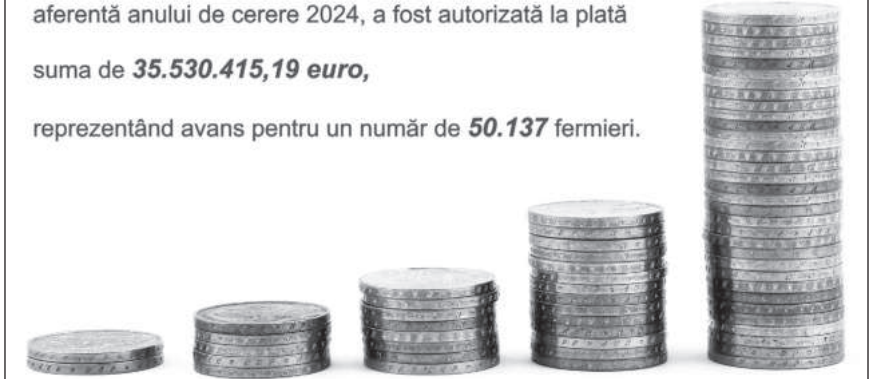 aferentă anului de cerere 2024, a fost autorizată la plată
suma de 35.530.415,19 euro,
reprezentând avans pentru un număr de 50.137 fermieri.